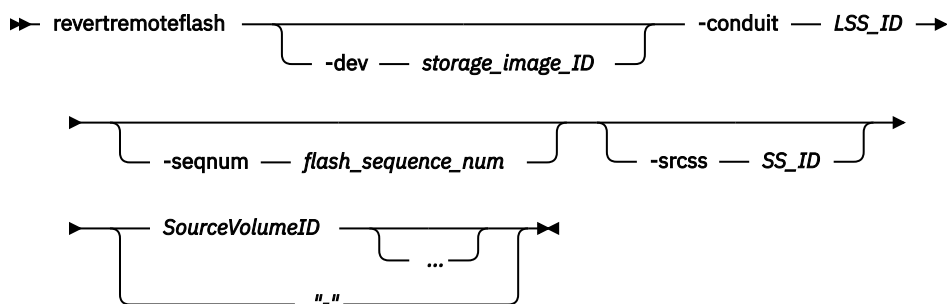 revertremoteflash -conduit LSS_ID
-dev storage_image_ID
-seqnum flash_sequence_num -srcss SS_ID
SourceVolumeID
...
"-"